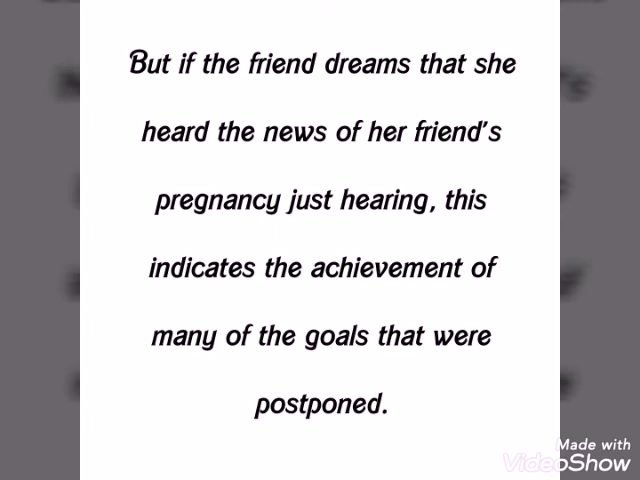 But if the friend dreams that she
heard the news of her friend's
pregnancy just hearing, this
indicates the achievement of
many of the goals that were
postponed.
Made with
VideoShow